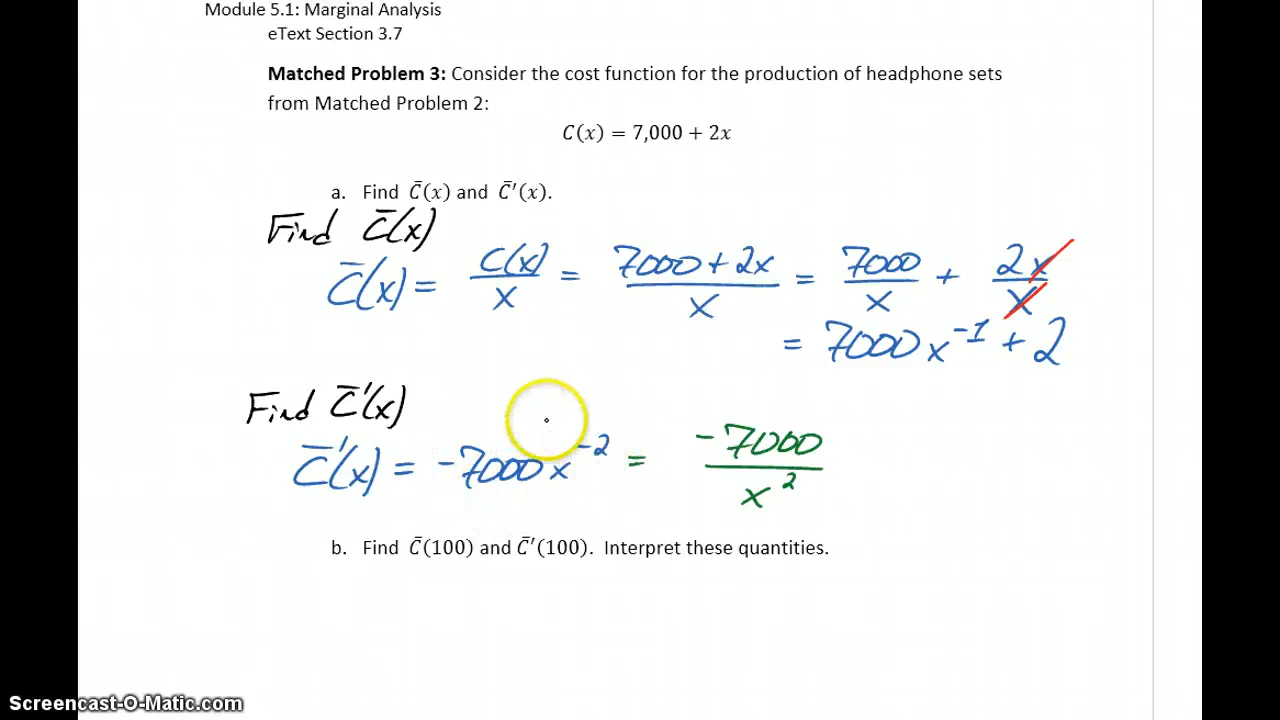 Module 5.1: Marginal Analysis
eText Section 3.7
Matched Problem 3: Consider the cost function for the production of headphone sets
from Matched Problem 2:
C(x) = 7,000 + 2x
a. Find C̄(x) and C̄′(x).
Find C̄(x)
C̄(x) = C(x)/x = 7000 + 2x/x = 7000/x + 2x/x
= 7000x⁻¹ + 2
Find C̄′(x)
C̄′(x) = -7000x⁻² = -7000/x²
b. Find C̄(100) and C̄′(100). Interpret these quantities.
Screencast-O-Matic.com